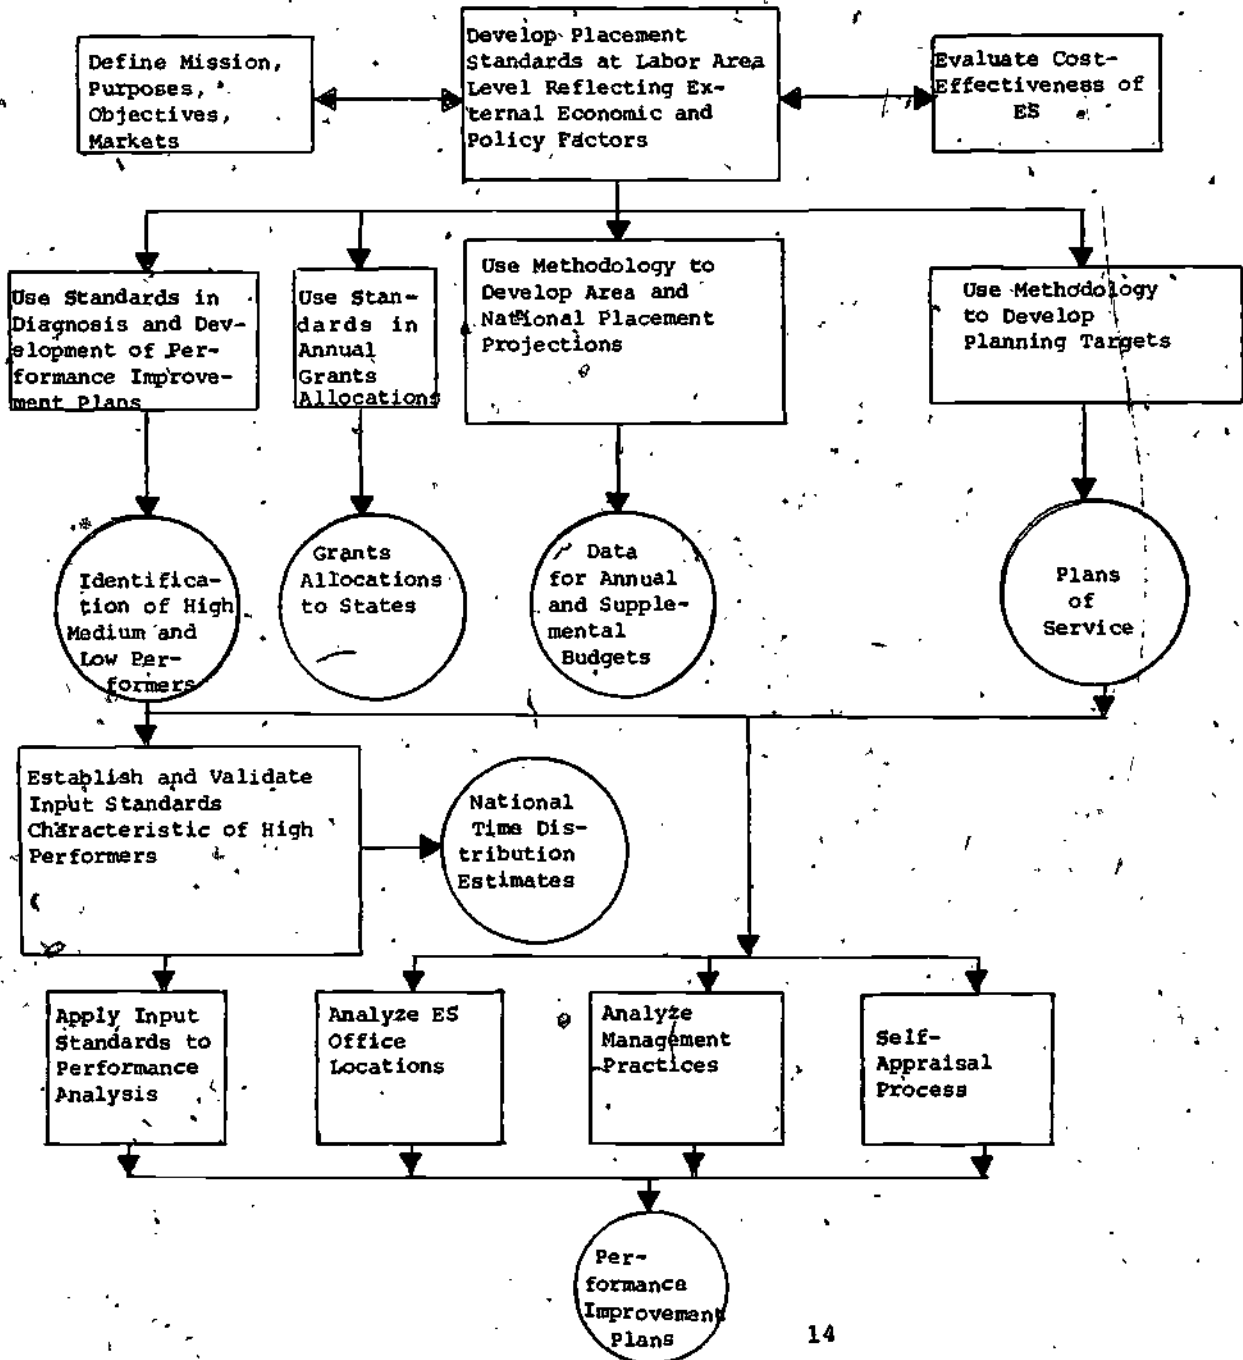 Define Mission,
Purposes,
Objectives,
Markets
Develop Placement
Standards at Labor Area
Level Reflecting Ex-
ternal Economic and
Policy Factors
Evaluate Cost-
Effectiveness of
ES
Use Standards in
Diagnosis and Dev-
elopment of Per-
formance Improve-
ment Plans
Use Stan-
dards in
Annual
Grants
Allocations
Use Methodology to
Develop Area and
National Placement
Projections
Use Methodology
to Develop
Planning Targets
Identifica-
tion of High
Medium and
Low Per-
formers
Grants
Allocations
to States
Data
for Annual
and Supple-
mental
Budgets
Plans
of
Service
Establish and Validate
Input Standards
Characteristic of High
Performers
National
Time Dis-
tribution
Estimates
Apply Input
Standards to
Performance
Analysis
Analyze ES
Office
Locations
Analyze
Management
Practices
Self-
Appraisal
Process
Per-
formance
Improvement
Plans
14